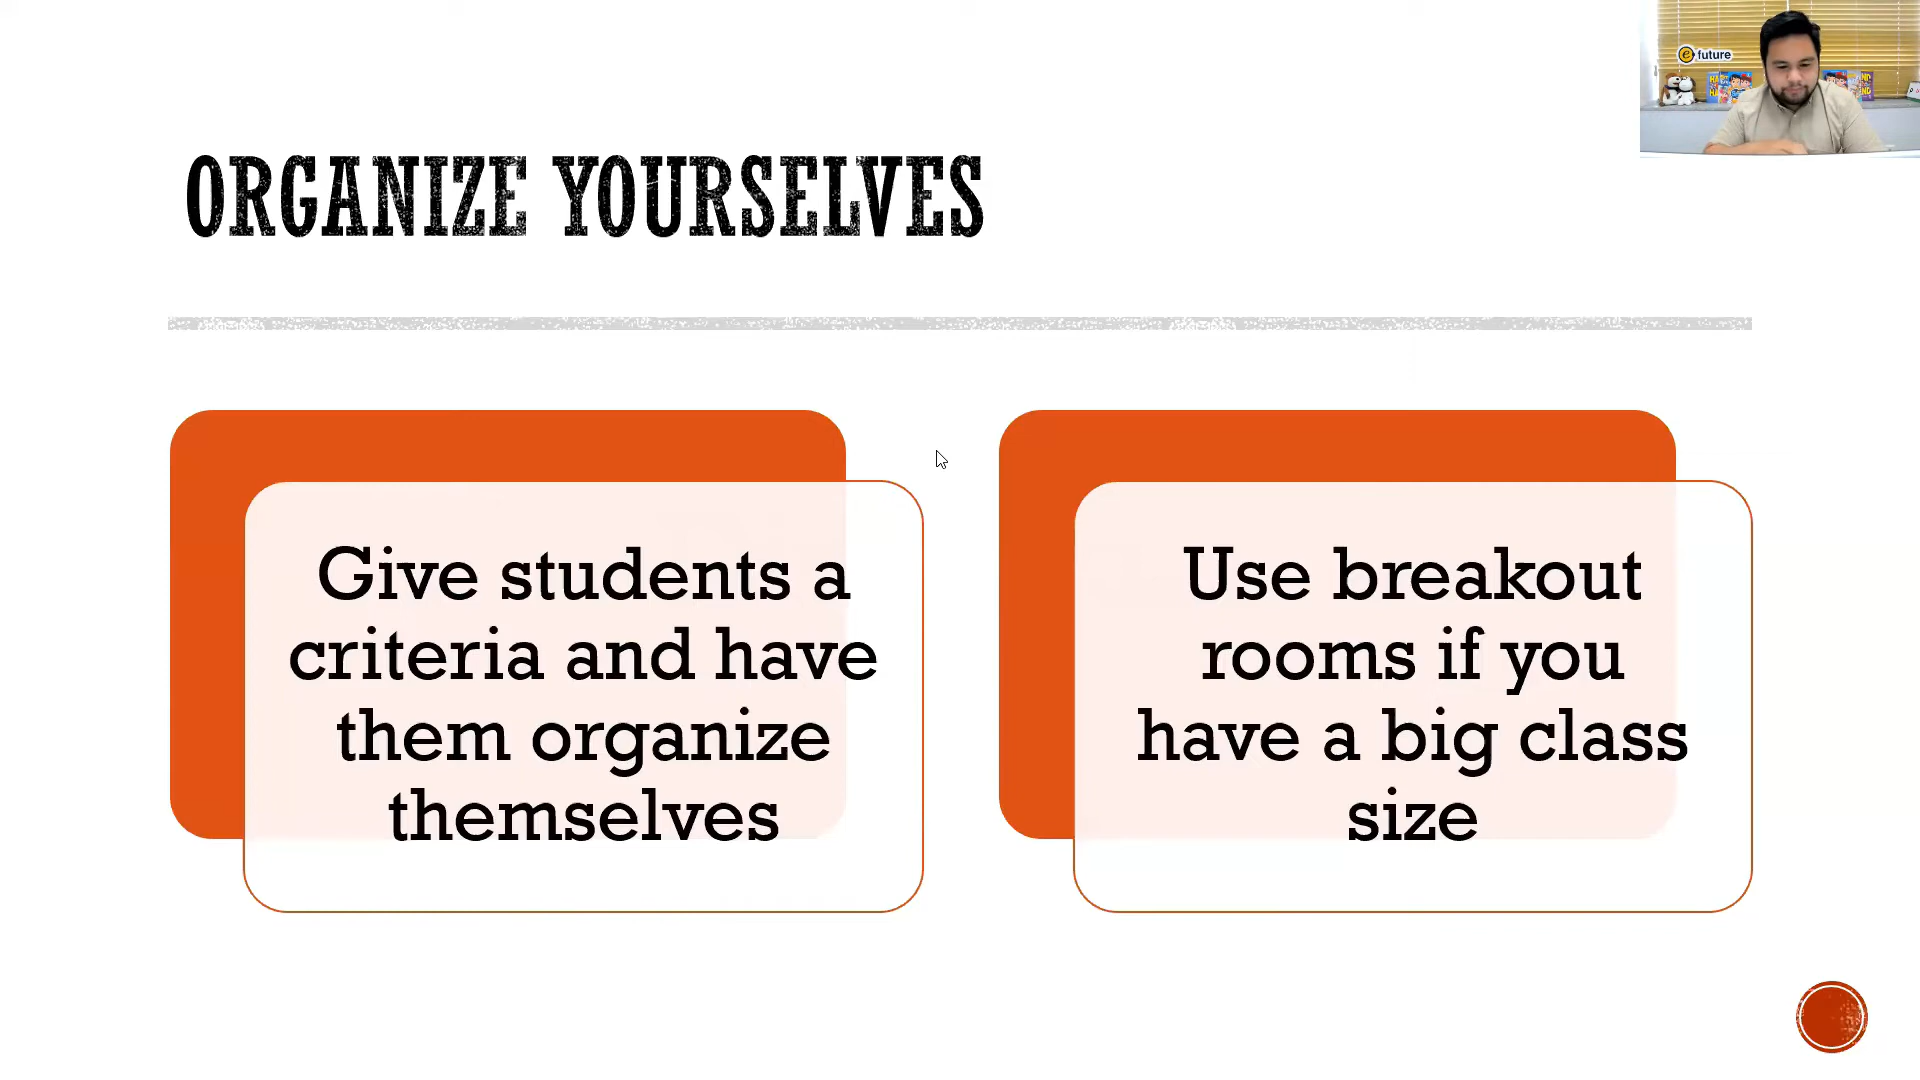 e future
ORGANIZE YOURSELVES
Give students a
criteria and have
them organize
themselves
Use breakout
rooms if you
have a big class
size